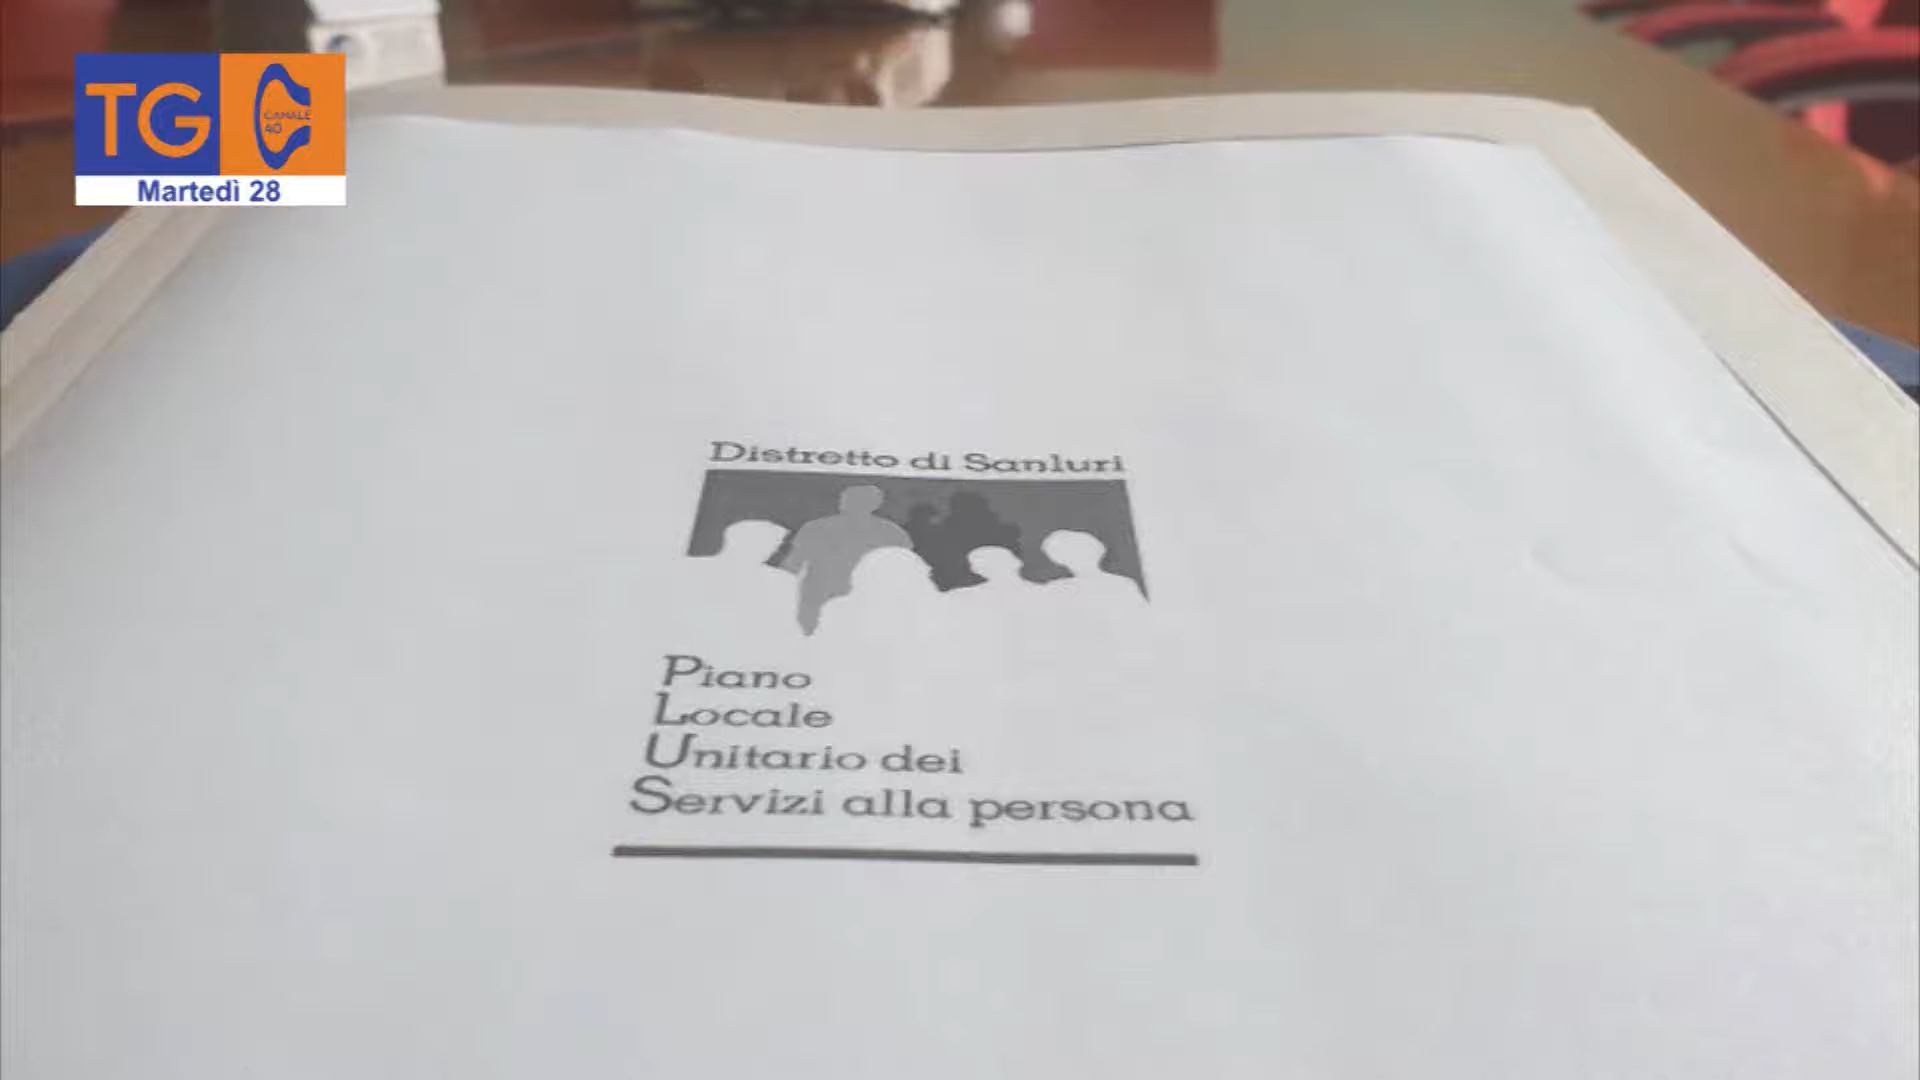 TG
CANALE
40
Martedì 28
Distretto di Sanluri
Piano
Locale
Unitario dei
Servizi alla persona